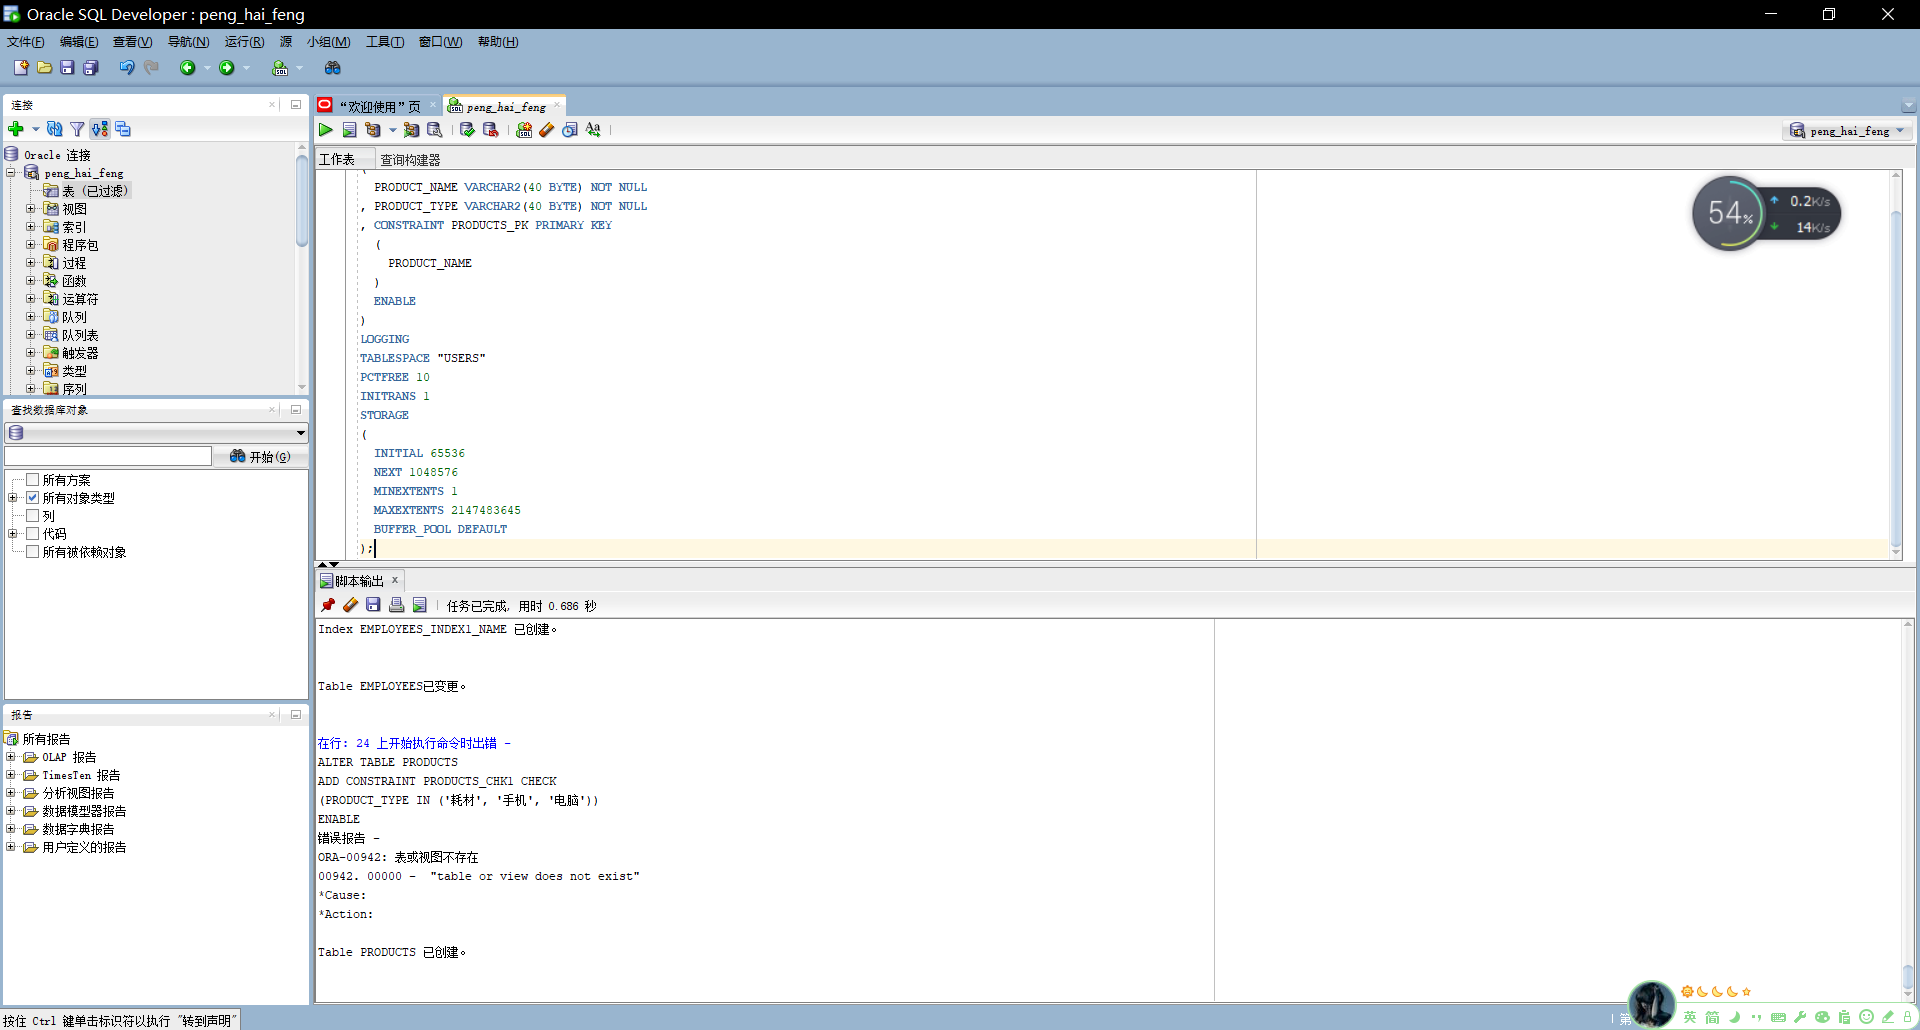 Oracle SQL Developer : peng_hai_feng
文件(F) 编辑(E) 查看(V) 导航(N) 运行(R) 源 小组(M) 工具(T) 窗口(W) 帮助(H)
连接
Oracle 连接
peng_hai_feng
表 (已过滤)
视图
索引
程序包
过程
函数
运算符
队列
队列表
触发器
类型
序列
查找数据库对象
开始(G)
所有方案
所有对象类型
列
代码
所有被依赖对象
报告
所有报告
OLAP 报告
TimesTen 报告
分析视图报告
数据模型器报告
数据字典报告
用户定义的报告
“欢迎使用”页 peng_hai_feng
peng_hai_feng
工作表 查询构建器
(
PRODUCT_NAME VARCHAR2(40 BYTE) NOT NULL
, PRODUCT_TYPE VARCHAR2(40 BYTE) NOT NULL
, CONSTRAINT PRODUCTS_PK PRIMARY KEY
(
PRODUCT_NAME
)
ENABLE
)
LOGGING
TABLESPACE "USERS"
PCTFREE 10
INITRANS 1
STORAGE
(
INITIAL 65536
NEXT 1048576
MINEXTENTS 1
MAXEXTENTS 2147483645
BUFFER_POOL DEFAULT
);
54%
0.2K/s
14K/s
脚本输出
任务已完成, 用时 0.686 秒
Index EMPLOYEES_INDEX1_NAME 已创建。
Table EMPLOYEES已变更。
在行: 24 上开始执行命令时出错 -
ALTER TABLE PRODUCTS
ADD CONSTRAINT PRODUCTS_CHK1 CHECK
(PRODUCT_TYPE IN ('耗材', '手机', '电脑'))
ENABLE
错误报告 -
ORA-00942: 表或视图不存在
00942. 00000 -  "table or view does not exist"
*Cause:
*Action:
Table PRODUCTS 已创建。
按住 Ctrl 键单击标识符以执行 "转到声明"
第
英 简